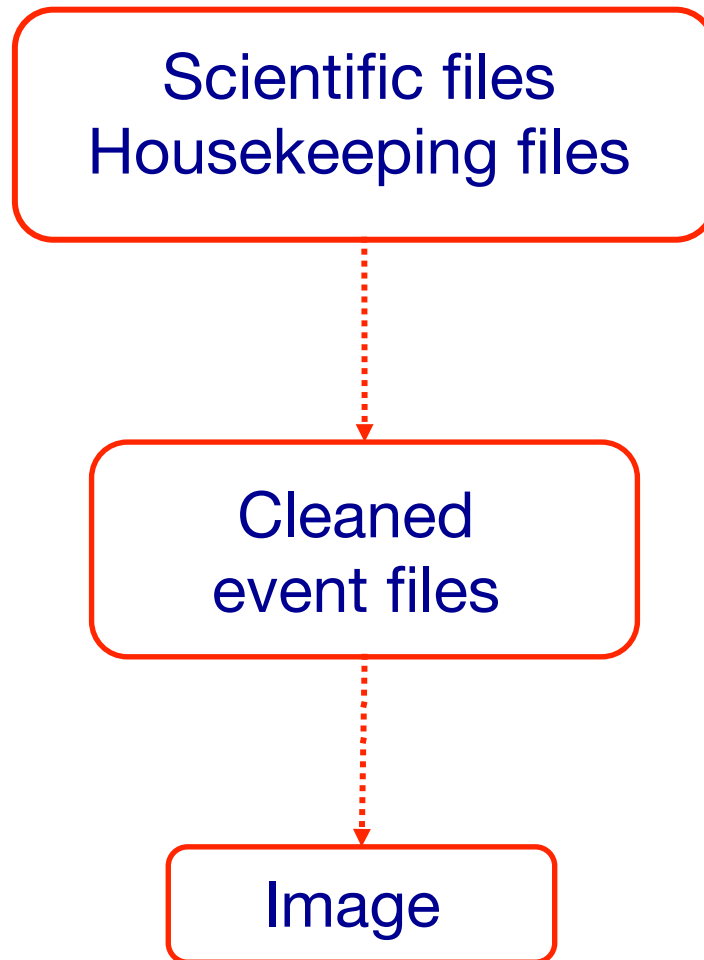 Scientific files
Housekeeping files
Cleaned
event files
Image